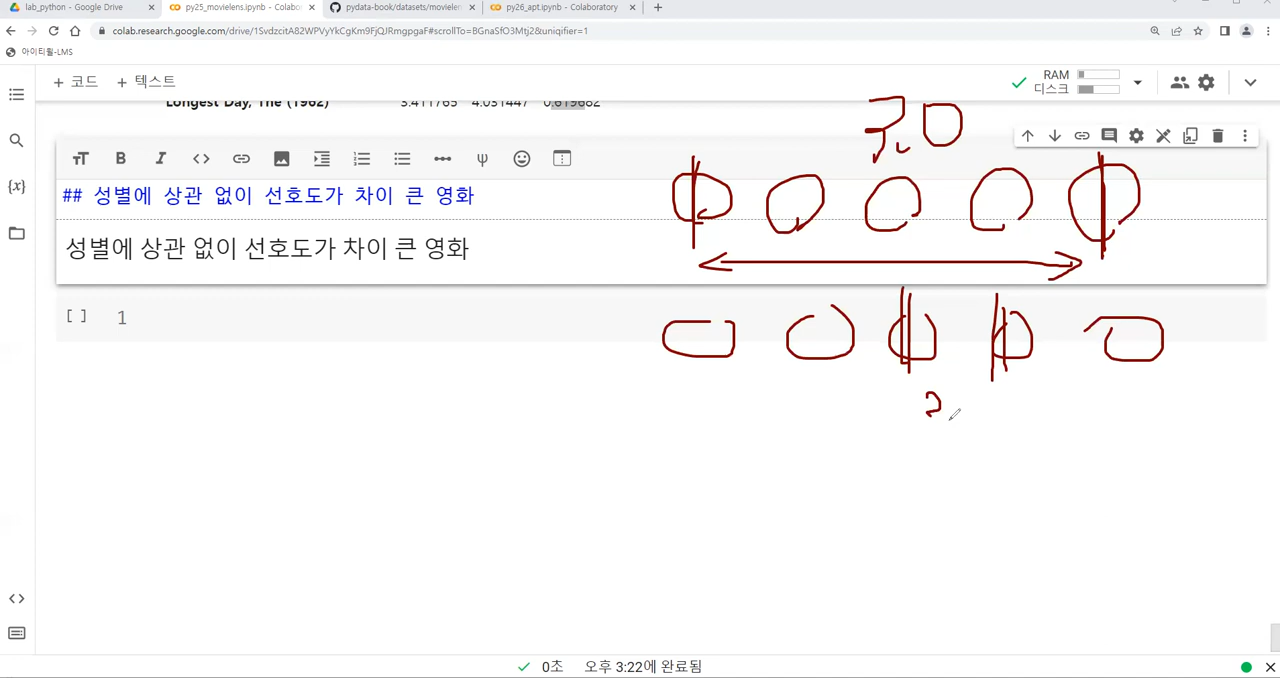 lab_python - Google Drive
py25_movielens.ipynb - Colabor
pydata-book/datasets/movielen
py26_apt.ipynb - Colaboratory
colab.research.google.com/drive/1SvdzcitA82WPVyYkCgKm9FjQJRmgpgaF#scrollTo=BGnaSfO3Mtj2&uniqifier=1
아이티윌-LMS
+ 코드 + 텍스트
RAM
디스크
Longest Day, The (1962) 3.411765 4.031447 0.619682
## 성별에 상관 없이 선호도가 차이 큰 영화
성별에 상관 없이 선호도가 차이 큰 영화
[ ] 1
2
0초 오후 3:22에 완료됨